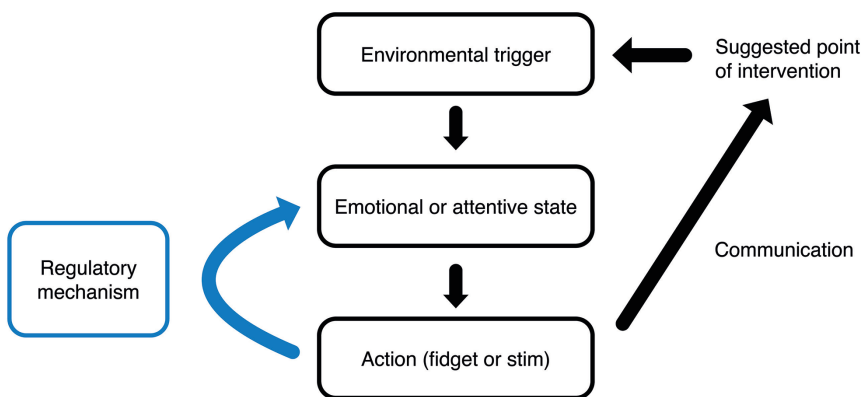 Environmental trigger
Suggested point
of intervention
Emotional or attentive state
Regulatory
mechanism
Communication
Action (fidget or stim)